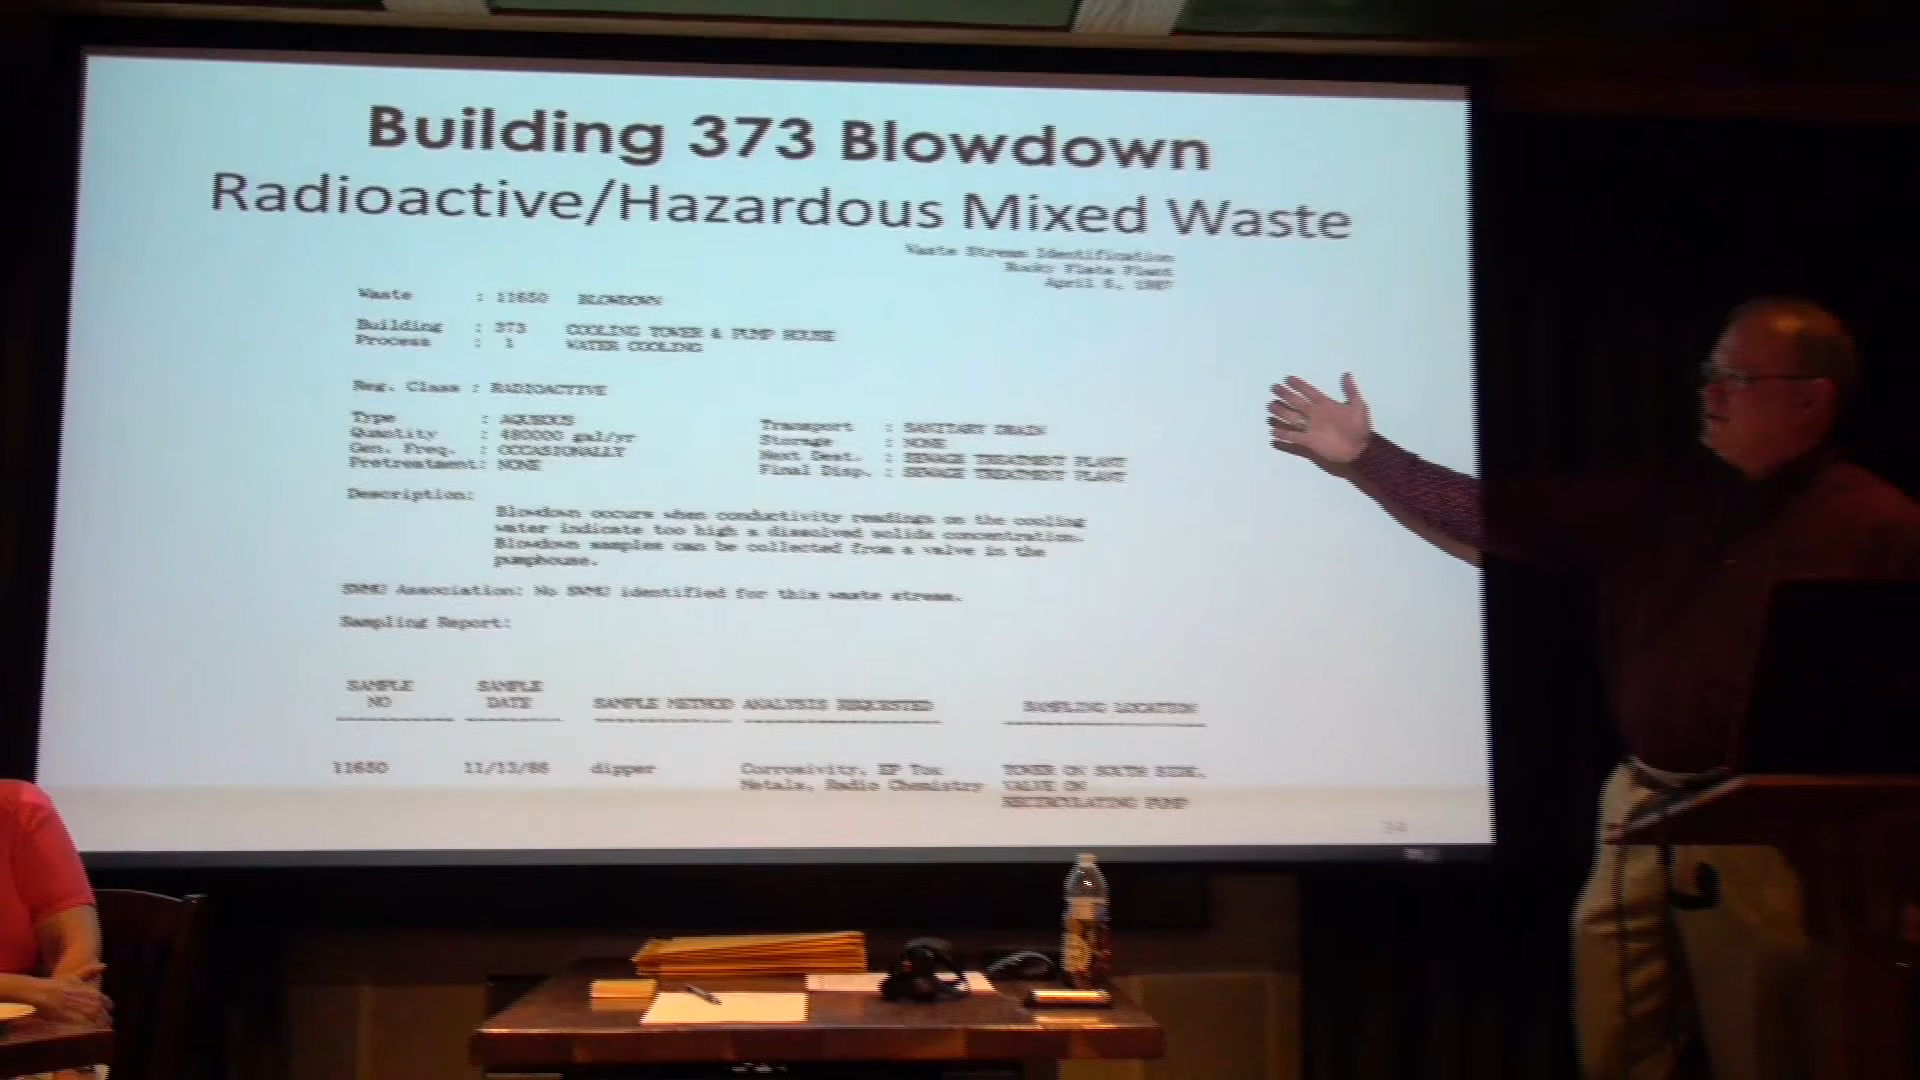 Building 373 Blowdown
Radioactive/Hazardous Mixed Waste
Waste Stream Identification
Rocky Flats Plant
April 6, 1987
Waste : 11650 BLOWDOWN
Building : 373 COOLING TOWER & PUMP HOUSE
Process : 1 WATER COOLING
Reg. Class : RADIOACTIVE
Type : AQUEOUS Transport : SANITARY DRAIN
Quantity : 480000 gal/yr Storage : NONE
Gen. Freq. : OCCASIONALLY Next Dest. : SEWAGE TREATMENT PLANT
Pretreatment: NONE Final Disp. : SEWAGE TREATMENT PLANT
Description:
Blowdown occurs when conductivity readings on the cooling
water indicate too high a dissolved solids concentration.
Blowdown samples can be collected from a valve in the
pumphouse.
SWMU Association: No SWMU identified for this waste stream.
Sampling Report:
SAMPLE NO SAMPLE DATE SAMPLE METHOD ANALYSIS REQUESTED SAMPLING LOCATION
11650 11/13/86 dipper Corrosivity, EP Tox TOWER ON SOUTH SIDE,
Metals, Radio Chemistry VALVE ON
RECIRCULATING PUMP
34